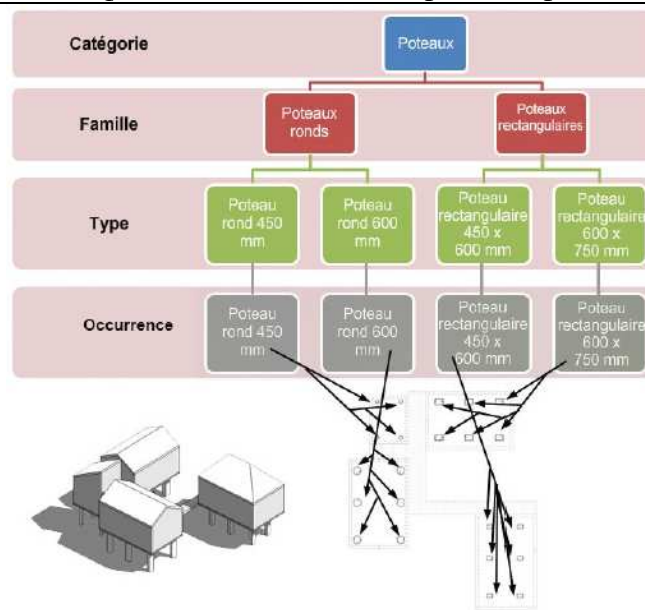 Catégorie
Poteaux
Famille
Poteaux
ronds
Poteaux
rectangulaires
Type
Poteau
rond 450
mm
Poteau
rond 600
mm
Poteau
rectangulaire
450 x
600 mm
Poteau
rectangulaire
600 x
750 mm
Occurrence
Poteau
rond 450
mm
Poteau
rond 600
mm
Poteau
rectangulaire
450 x
600 mm
Poteau
rectangulaire
600 x
750 mm